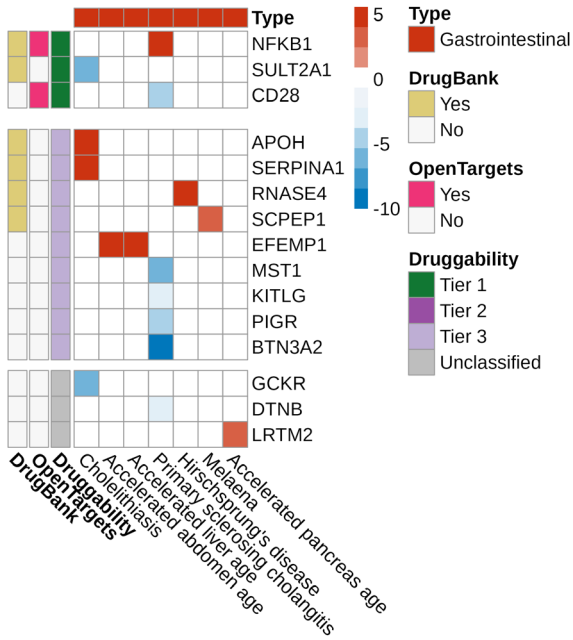 Type
NFKB1
SULT2A1
CD28
APOH
SERPINA1
RNASE4
SCPEP1
EFEMP1
MST1
KITLG
PIGR
BTN3A2
GCKR
DTNB
LRTM2
DrugBank
OpenTargets
Druggability
Cholelithiasis
Accelerated abdomen age
Accelerated liver age
Primary sclerosing cholangitis
Hirschsprung's disease
Melaena
Accelerated pancreas age
5
0
-5
-10
Type
Gastrointestinal
DrugBank
Yes
No
OpenTargets
Yes
No
Druggability
Tier 1
Tier 2
Tier 3
Unclassified